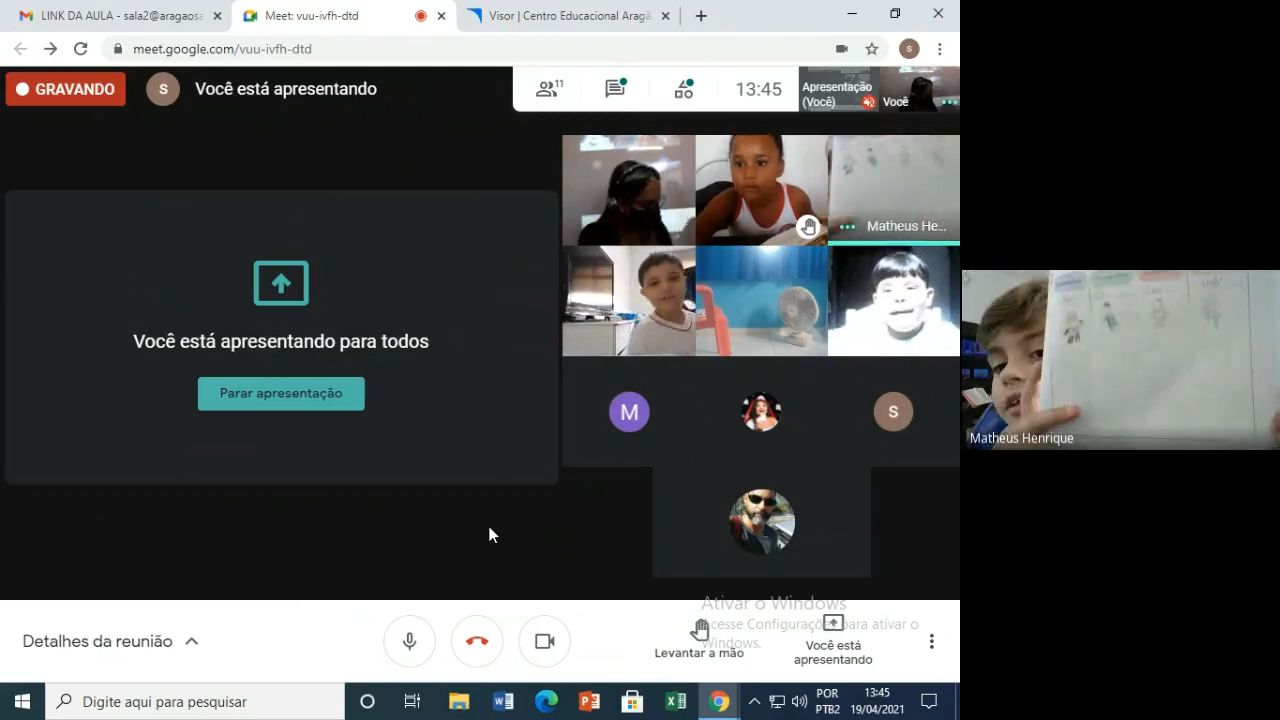 LINK DA AULA - sala2@aragaosa
Meet: vuu-ivfh-dtd
Visor | Centro Educacional Aragã
meet.google.com/vuu-ivfh-dtd
S
GRAVANDO
S
Você está apresentando
11
13:45
Apresentação
(Você)
Você
Matheus He...
Você está apresentando para todos
Parar apresentação
M
S
Matheus Henrique
Ativar o Windows
Acesse Configurações para ativar o
Windows.
Detalhes da reunião
Levantar a mão
Você está
apresentando
Digite aqui para pesquisar
POR
PTB2
13:45
19/04/2021